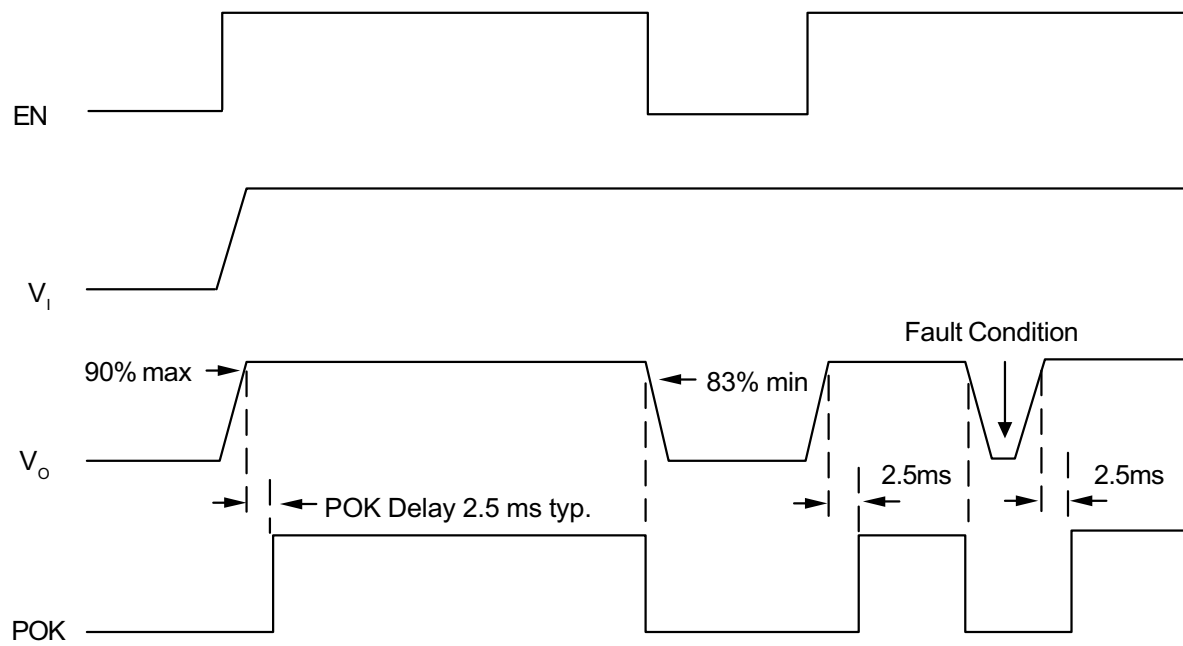 EN
V_I
Fault Condition
90% max
83% min
V_O
2.5ms
2.5ms
POK Delay 2.5 ms typ.
POK